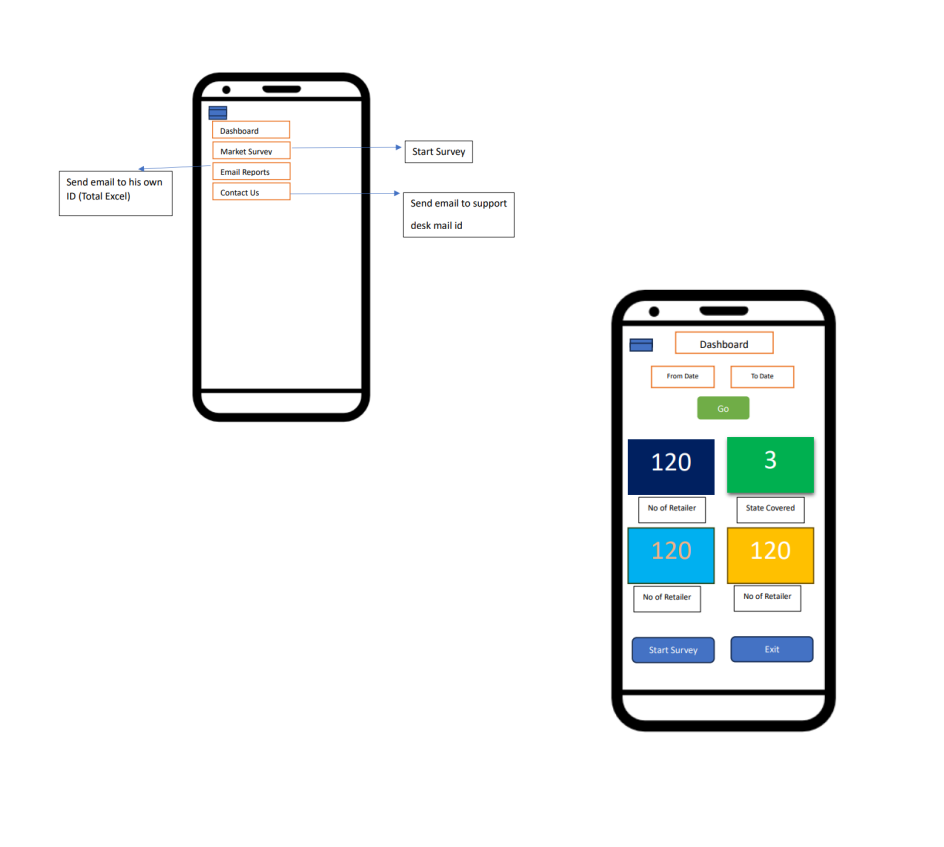 Dashboard
Market Survey
Email Reports
Contact Us
Start Survey
Send email to his own
ID (Total Excel)
Send email to support
desk mail id
Dashboard
From Date
To Date
Go
120
3
No of Retailer
State Covered
120
120
No of Retailer
No of Retailer
Start Survey
Exit